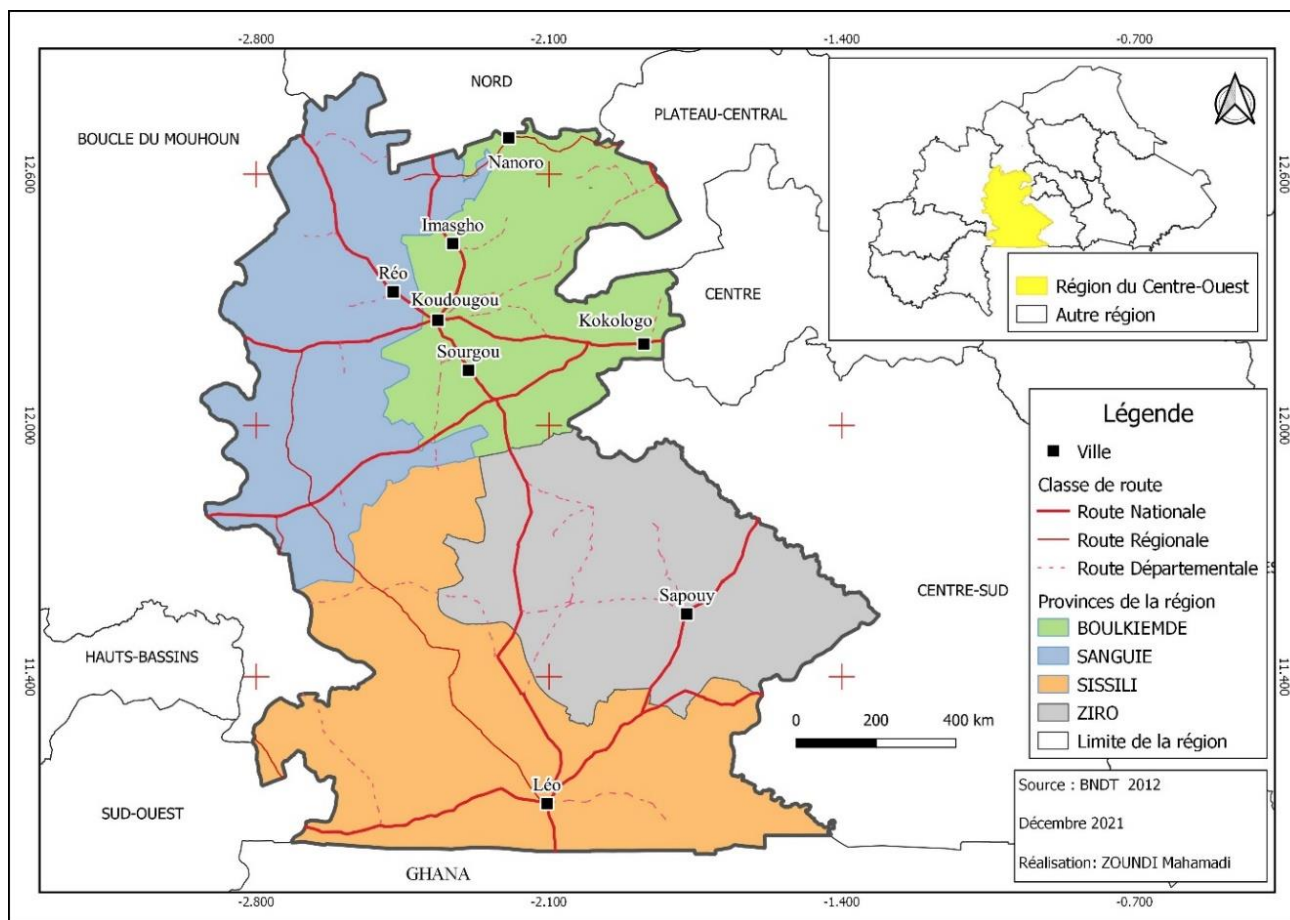 -2.800
-2.100
-1.400
-0.700
NORD
PLATEAU-CENTRAL
BOUCLE DU MOUHOUN
12.600
12.600
Nanoro
Imasgho
Réo
Koudougou
Kokologo
CENTRE
Sourgou
Région du Centre-Ouest
Autre région
12.000
12.000
Légende
Ville
Classe de route
Route Nationale
Route Régionale
Route Départementale
Provinces de la région
BOULKIEMDE
SANGUIE
SISSILI
ZIRO
Limite de la région
Sapouy
CENTRE-SUD
HAUTS-BASSINS
11.400
11.400
0 200 400 km
Léo
SUD-OUEST
GHANA
Source : BNDT 2012
Décembre 2021
Réalisation: ZOUNDI Mahamadi
-2.800
-2.100
-1.400
-0.700